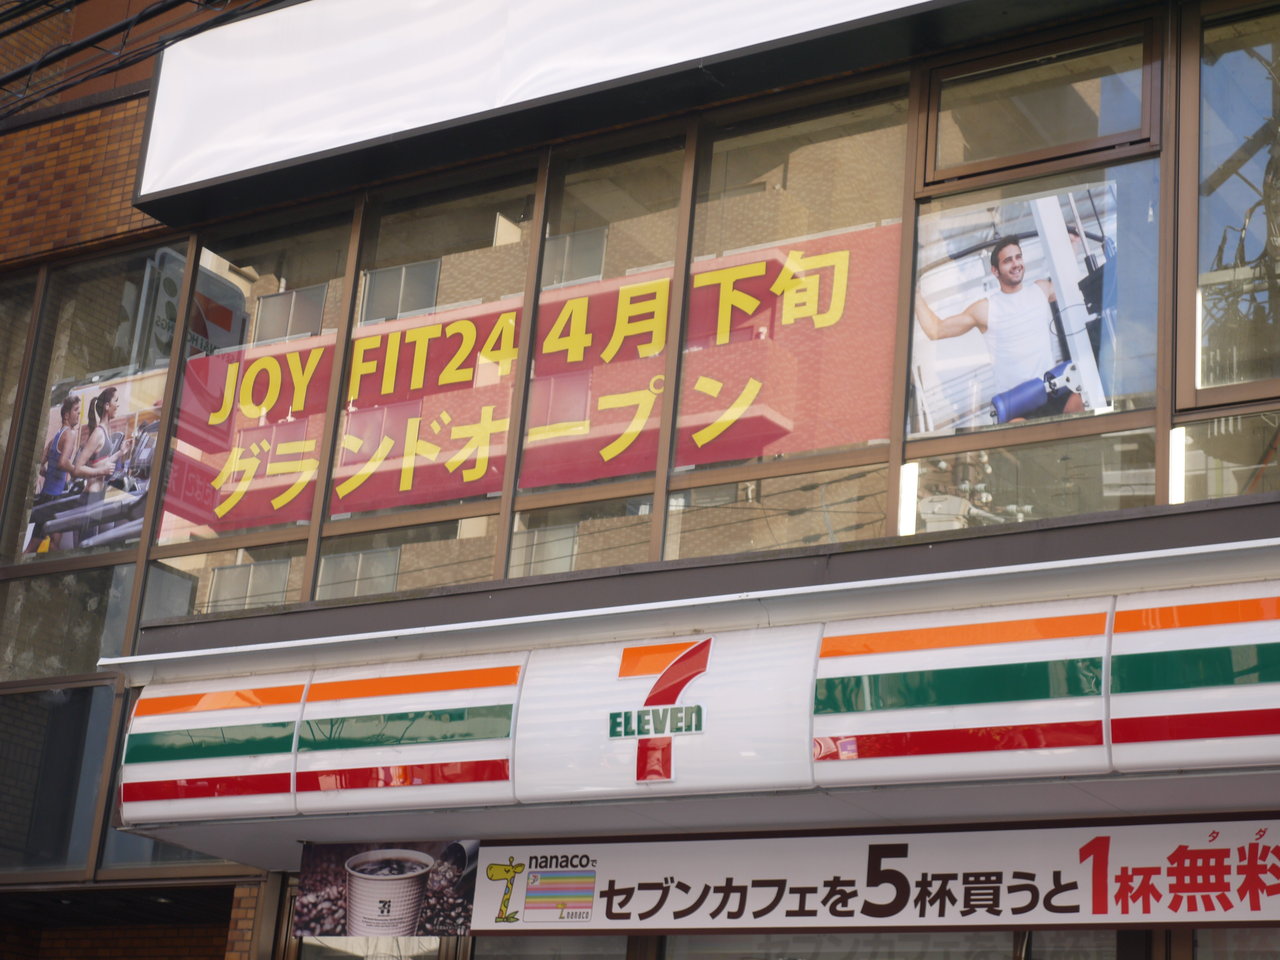 JOY FIT24 4月下旬
グランドオープン
7
ELEVEn
nanacoで
セブンカフェを5杯買うと1杯無料
タダ
nanaco